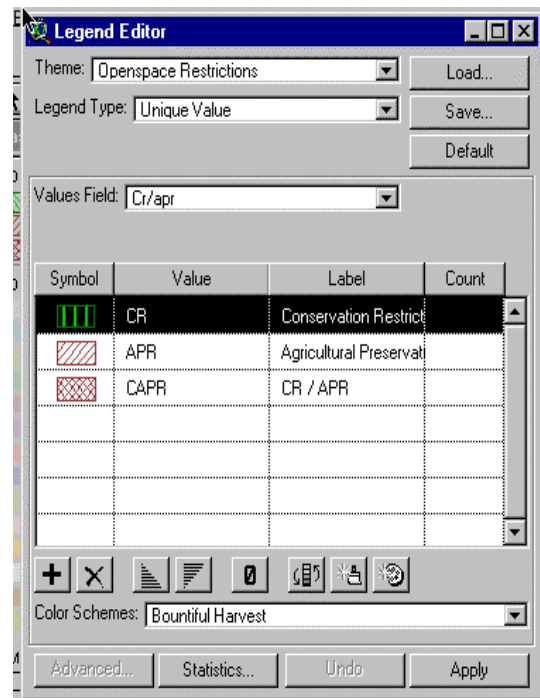 Legend Editor
Theme: Openspace Restrictions
Load...
Legend Type: Unique Value
Save...
Default
Values Field: Cr/apr
Symbol Value Label Count
CR Conservation Restrict
APR Agricultural Preservati
CAPR CR / APR
Color Schemes: Bountiful Harvest
Advanced... Statistics... Undo Apply